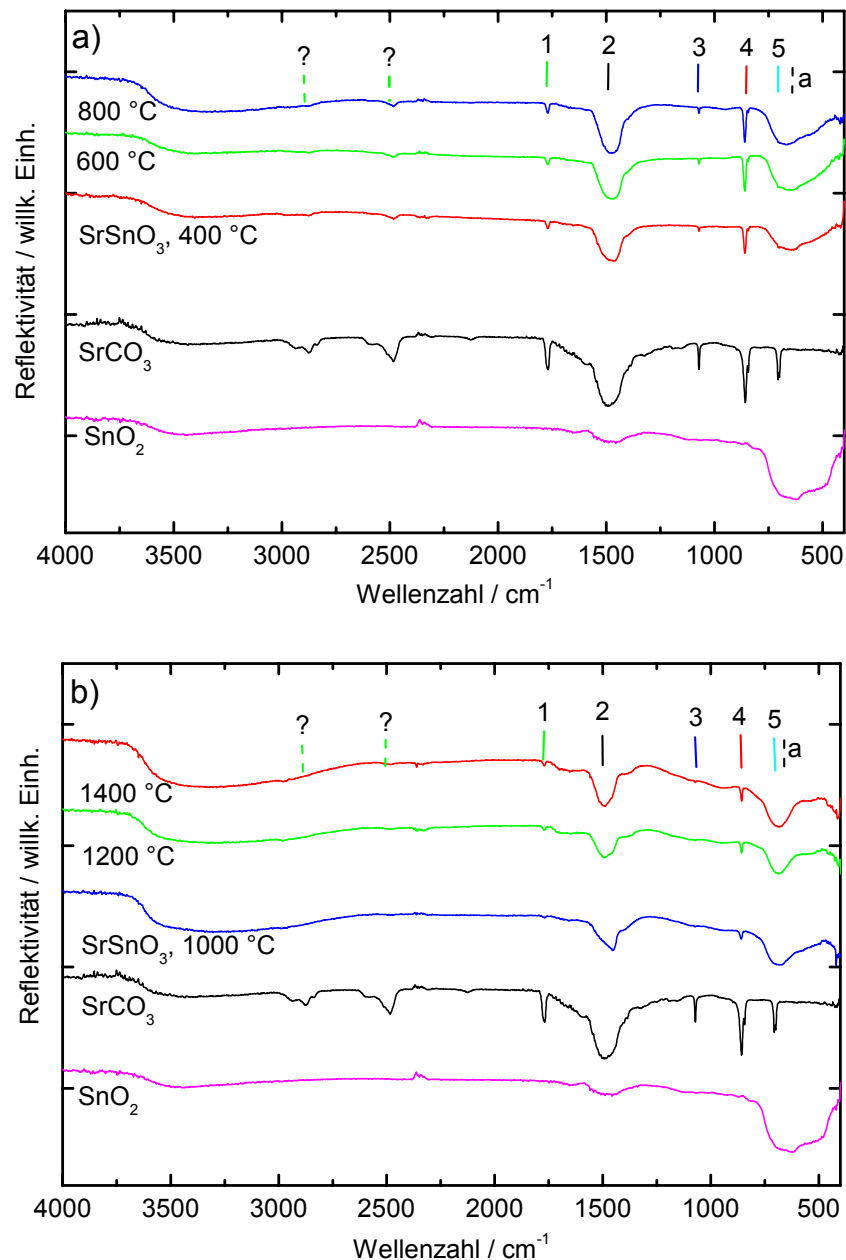 a)
? ? 1 2 3 4 5 a
800 °C
600 °C
SrSnO₃, 400 °C
SrCO₃
SnO₂
Reflektivität / willk. Einh.
4000 3500 3000 2500 2000 1500 1000 500
Wellenzahl / cm⁻¹
b)
? ? 1 2 3 4 5 a
1400 °C
1200 °C
SrSnO₃, 1000 °C
SrCO₃
SnO₂
Reflektivität / willk. Einh.
4000 3500 3000 2500 2000 1500 1000 500
Wellenzahl / cm⁻¹